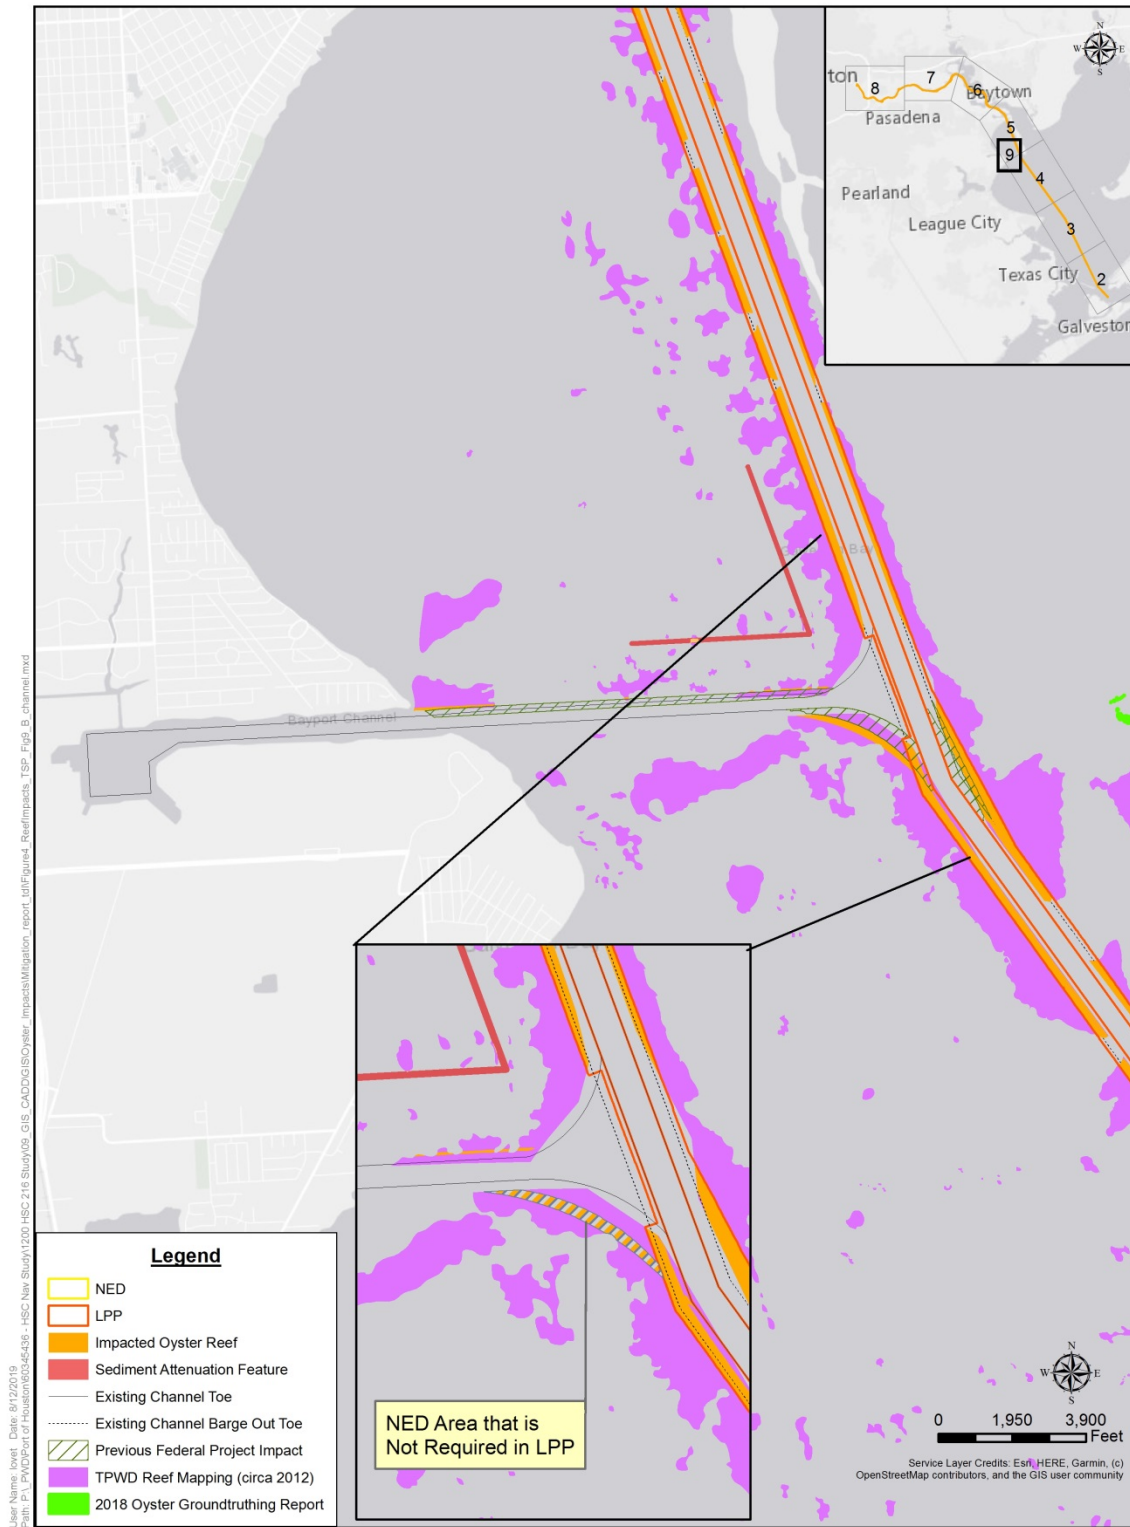 N
W E
S
ton
8
7
6
Baytown
Pasadena
5
9
4
Pearland
League City
3
Texas City
2
Galveston
Bay
Bayport Channel
NED Area that is
Not Required in LPP
Legend
NED
LPP
Impacted Oyster Reef
Sediment Attenuation Feature
Existing Channel Toe
Existing Channel Barge Out Toe
Previous Federal Project Impact
TPWD Reef Mapping (circa 2012)
2018 Oyster Groundtruthing Report
N
W E
S
0 1,950 3,900
Feet
Service Layer Credits: Esri, HERE, Garmin, (c)
OpenStreetMap contributors, and the GIS user community
User Name: lovet Date: 8/12/2019